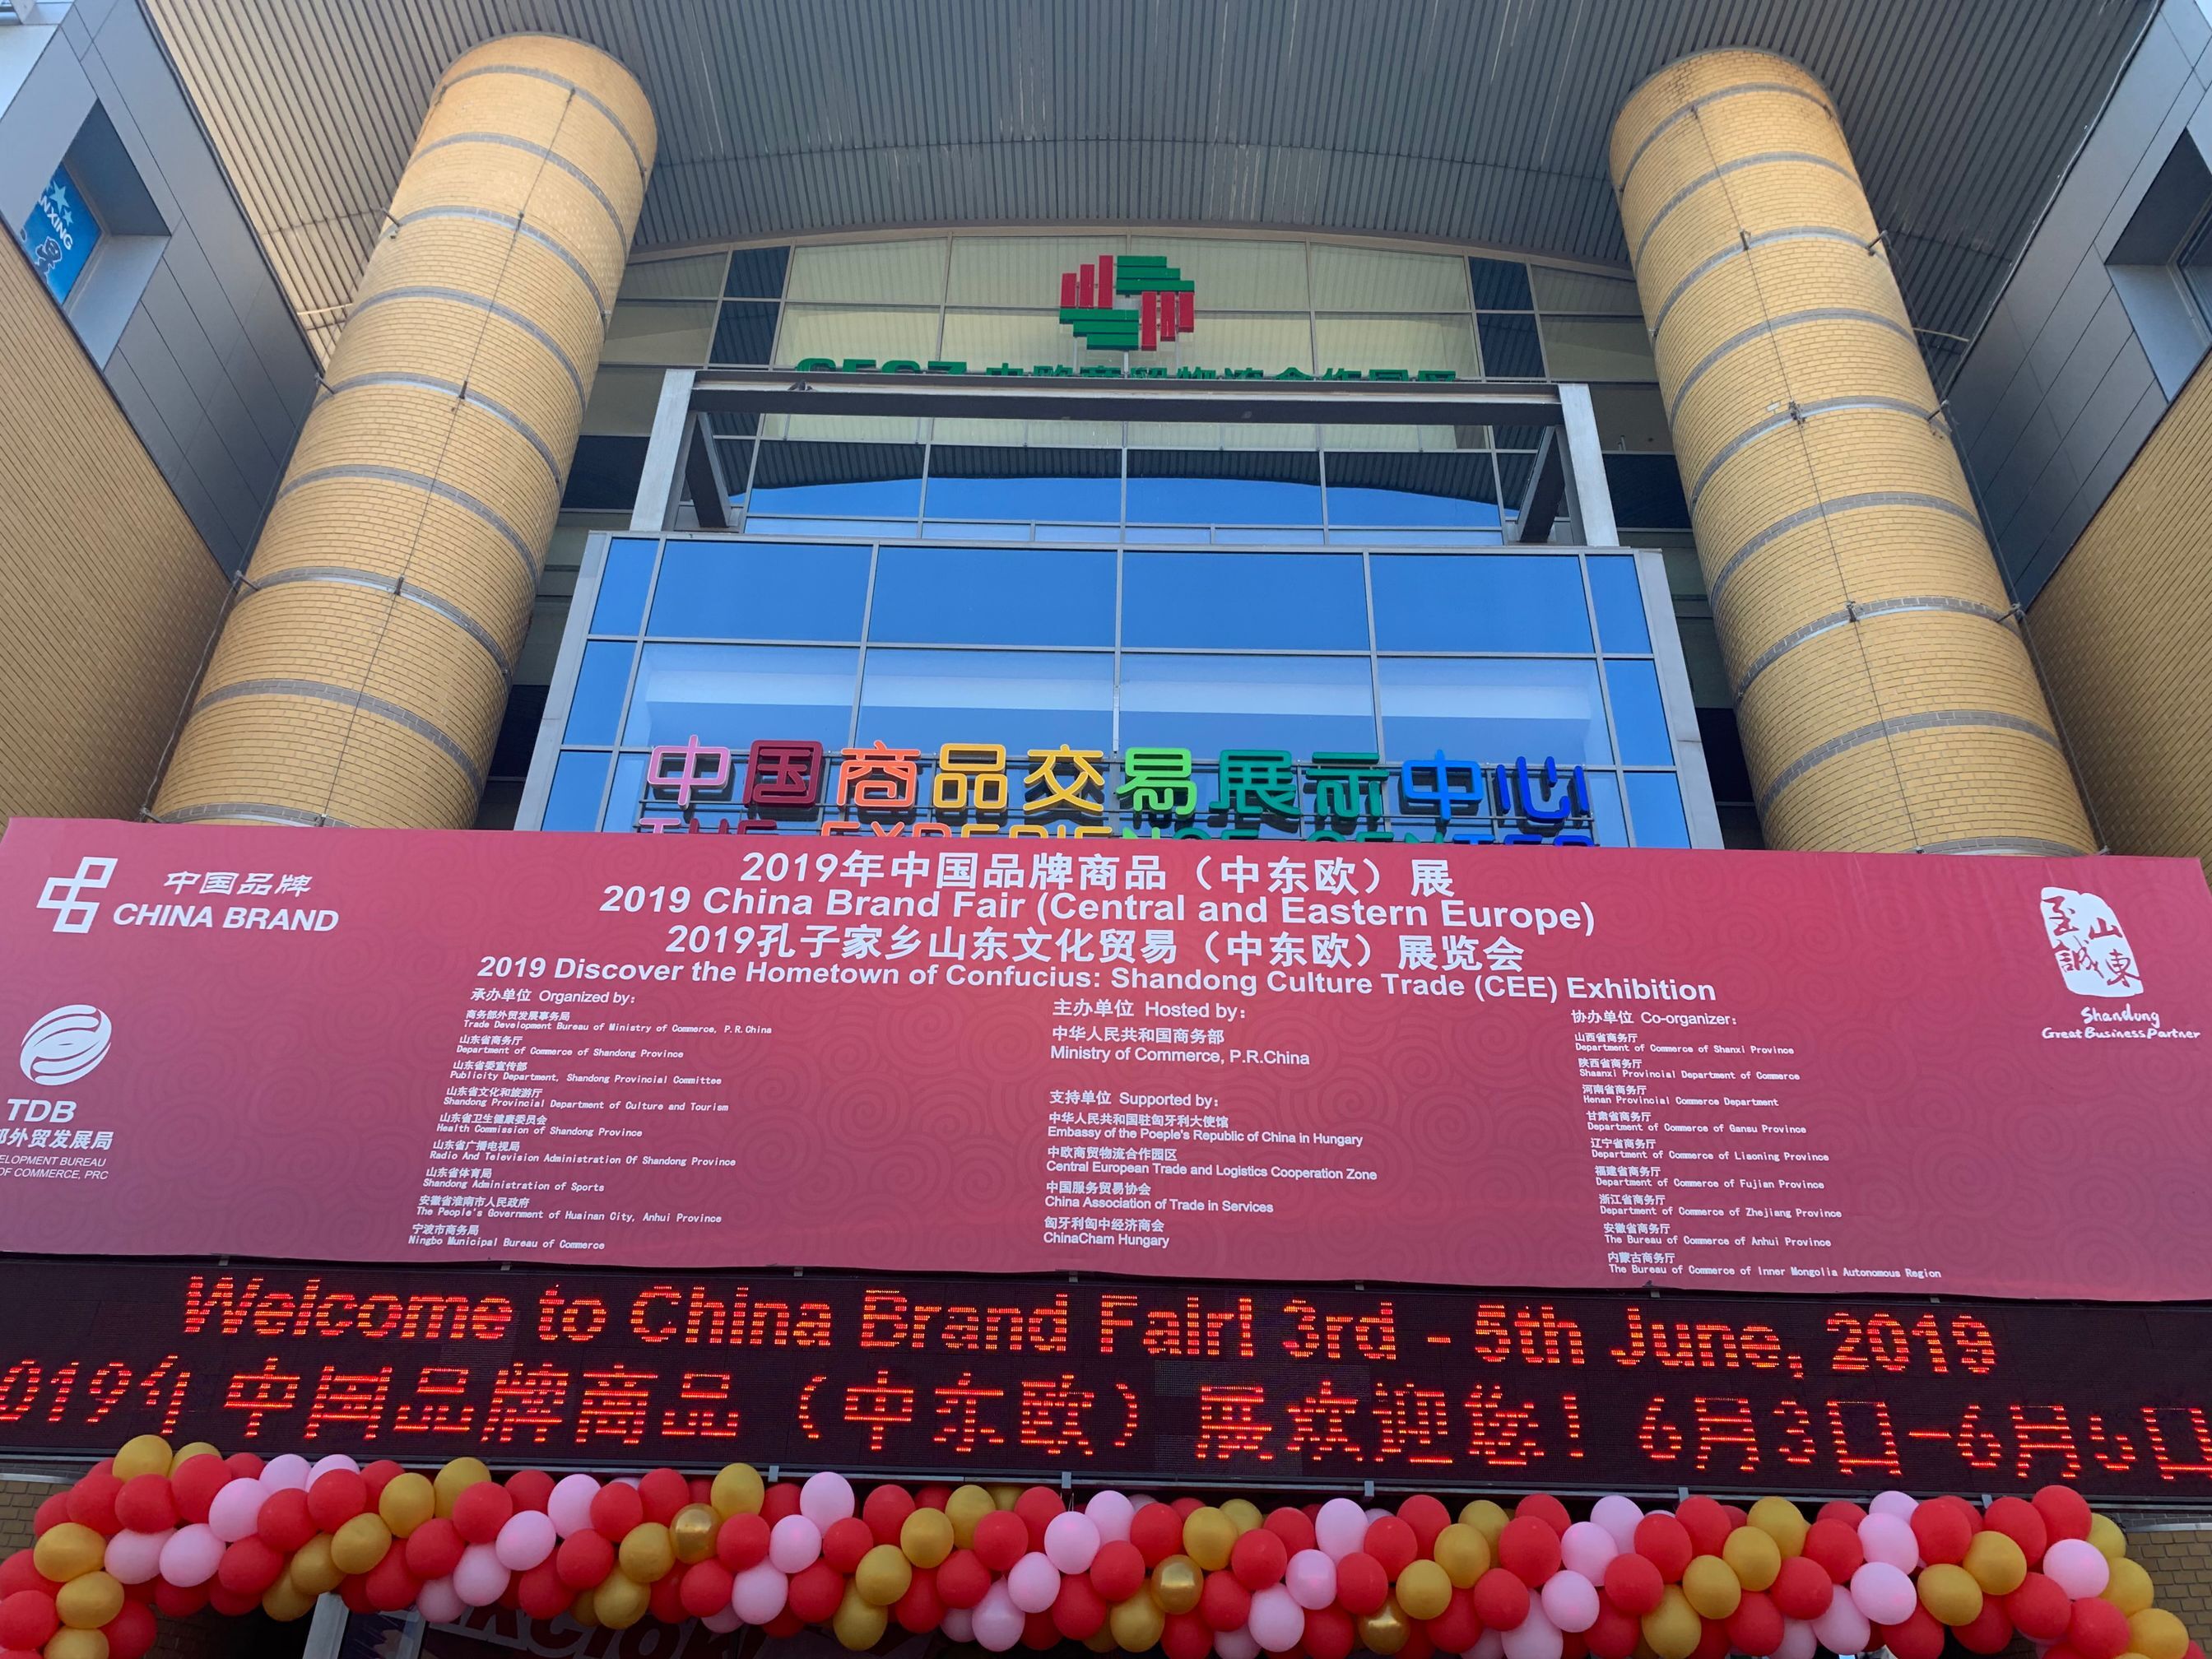 NXING
中国商品交易展示中心
THE EXPERIENCE CENTER
中国品牌
CHINA BRAND
2019年中国品牌商品（中东欧）展
2019 China Brand Fair (Central and Eastern Europe)
2019孔子家乡山东文化贸易（中东欧）展览会
2019 Discover the Hometown of Confucius: Shandong Culture Trade (CEE) Exhibition
山東
Shandong
Great Business Partner
TDB
部外贸发展局
ELOPMENT BUREAU
OF COMMERCE, PRC
承办单位 Organized by:
商务部外贸发展事务局
Trade Development Bureau of Ministry of Commerce, P.R.China
山东省商务厅
Department of Commerce of Shandong Province
山东省委宣传部
Publicity Department, Shandong Provincial Committee
山东省文化和旅游厅
Shandong Provincial Department of Culture and Tourism
山东省卫生健康委员会
Health Commission of Shandong Province
山东省广播电视局
Radio And Television Administration Of Shandong Province
山东省体育局
Shandong Administration of Sports
安徽省淮南市人民政府
The People's Government of Huainan City, Anhui Province
宁波市商务局
Ningbo Municipal Bureau of Commerce
主办单位 Hosted by:
中华人民共和国商务部
Ministry of Commerce, P.R.China
支持单位 Supported by:
中华人民共和国驻匈牙利大使馆
Embassy of the Poeple's Republic of China in Hungary
中欧商贸物流合作园区
Central European Trade and Logistics Cooperation Zone
中国服务贸易协会
China Association of Trade in Services
匈牙利匈中经济商会
ChinaCham Hungary
协办单位 Co-organizer:
山西省商务厅
Department of Commerce of Shanxi Province
陕西省商务厅
Shaanxi Provincial Department of Commerce
河南省商务厅
Henan Provincial Commerce Department
甘肃省商务厅
Department of Commerce of Gansu Province
辽宁省商务厅
Department of Commerce of Liaoning Province
福建省商务厅
Department of Commerce of Fujian Province
浙江省商务厅
Department of Commerce of Zhejiang Province
安徽省商务厅
The Bureau of Commerce of Anhui Province
内蒙古商务厅
The Bureau of Commerce of Inner Mongolia Autonomous Region
Welcome to China Brand Fair! 3rd - 5th June, 2019
019年中国品牌商品（中东欧）展欢迎您！6月3日-6月5日